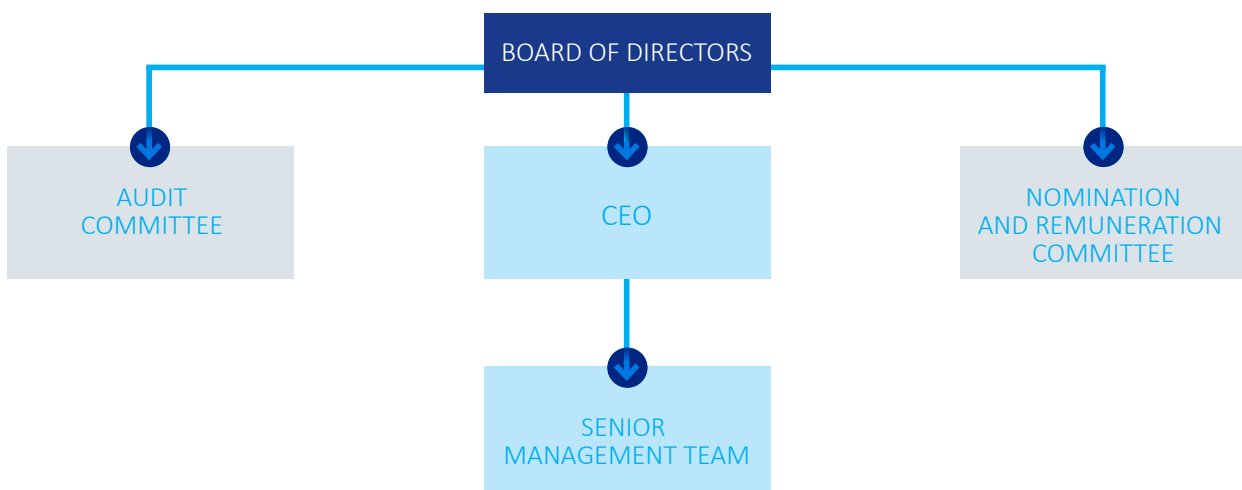 BOARD OF DIRECTORS
AUDIT
COMMITTEE
CEO
NOMINATION
AND REMUNERATION
COMMITTEE
SENIOR
MANAGEMENT TEAM